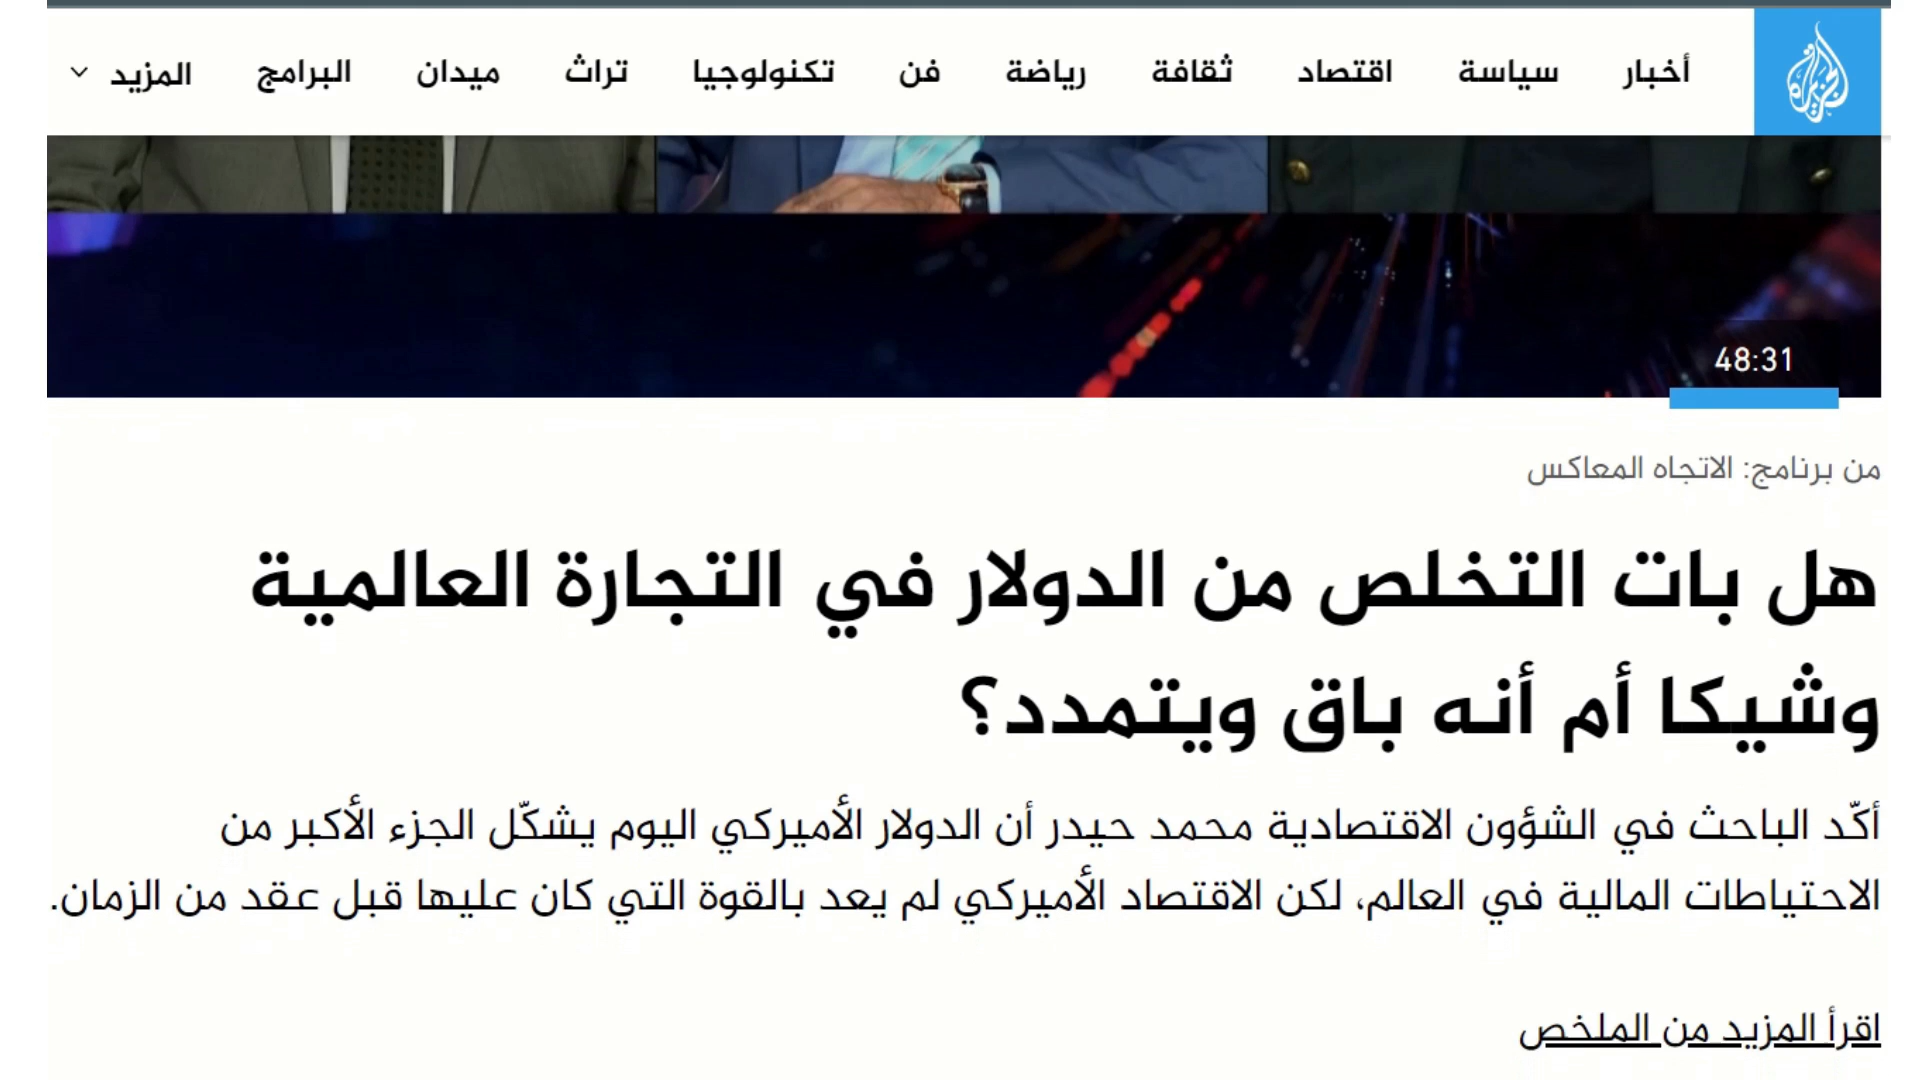 الجزيرة
أخبار سياسة اقتصاد ثقافة رياضة فن تكنولوجيا تراث ميدان البرامج المزيد
48:31
من برنامج: الاتجاه المعاكس
هل بات التخلص من الدولار في التجارة العالمية
وشيكا أم أنه باق ويتمدد؟
أكّد الباحث في الشؤون الاقتصادية محمد حيدر أن الدولار الأميركي اليوم يشكّل الجزء الأكبر من
الاحتياطات المالية في العالم، لكن الاقتصاد الأميركي لم يعد بالقوة التي كان عليها قبل عقد من الزمان.
اقرأ المزيد من الملخص